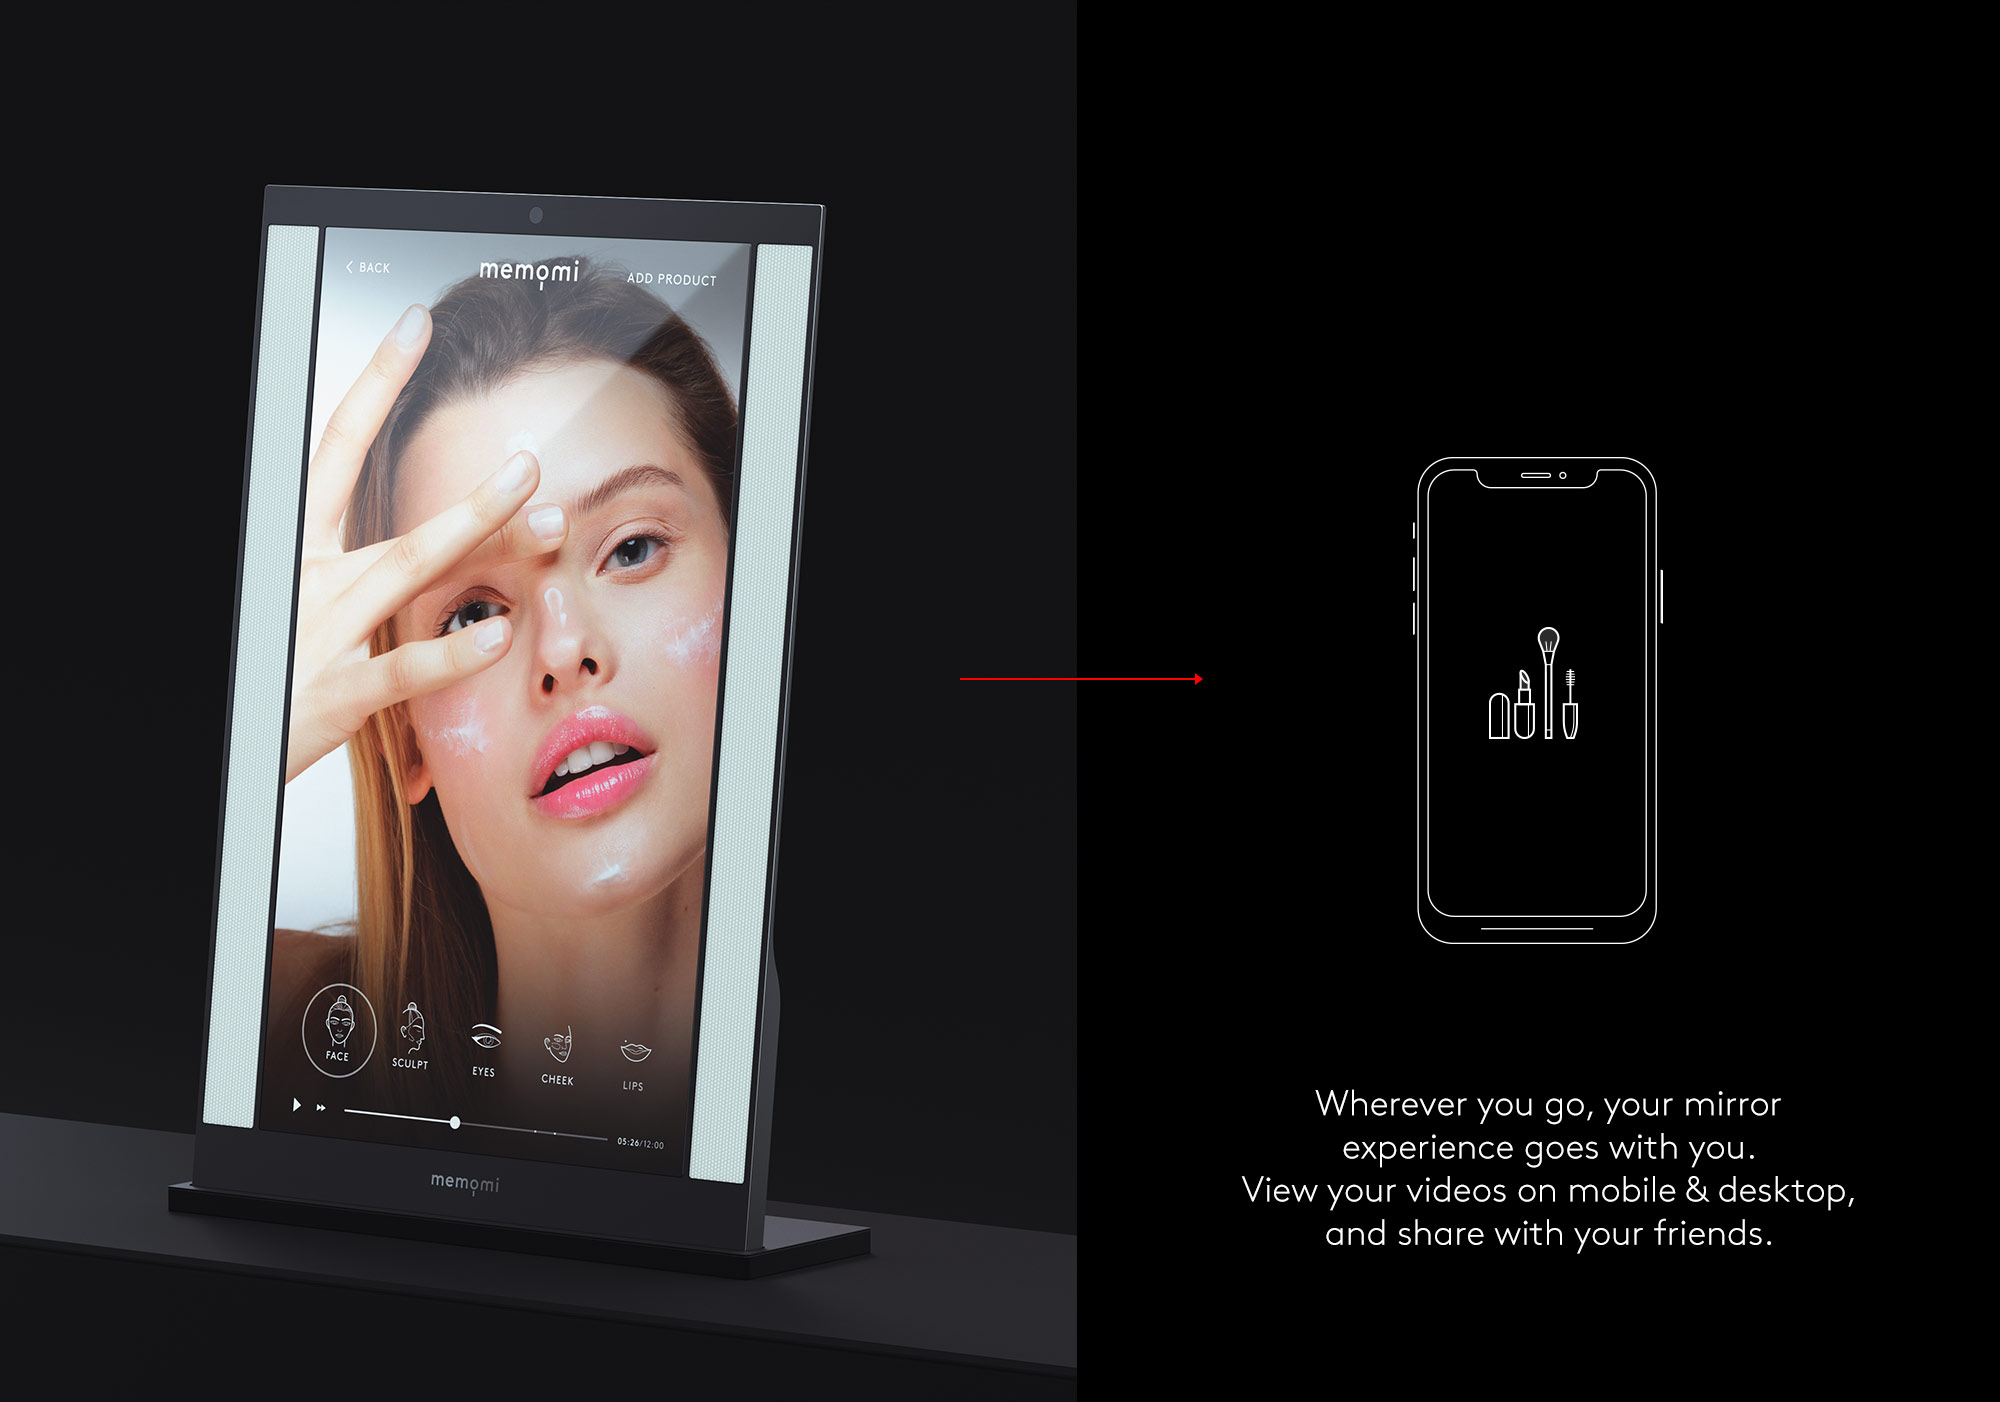 BACK
memomi
ADD PRODUCT
FACE
SCULPT
EYES
CHEEK
LIPS
05:26/12:00
memomi
Wherever you go, your mirror
experience goes with you.
View your videos on mobile & desktop,
and share with your friends.